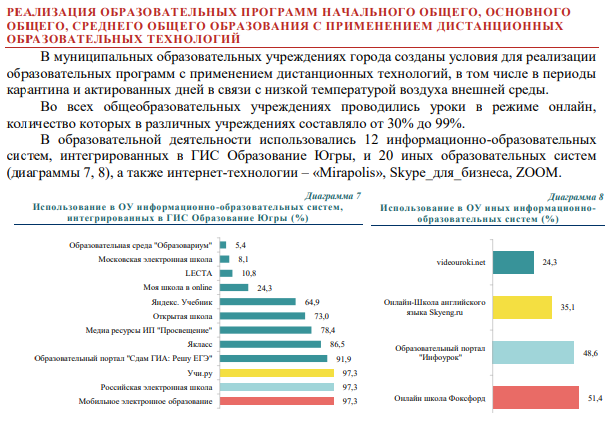 РЕАЛИЗАЦИЯ ОБРАЗОВАТЕЛЬНЫХ ПРОГРАММ НАЧАЛЬНОГО ОБЩЕГО, ОСНОВНОГО
ОБЩЕГО, СРЕДНЕГО ОБЩЕГО ОБРАЗОВАНИЯ С ПРИМЕНЕНИЕМ ДИСТАНЦИОННЫХ
ОБРАЗОВАТЕЛЬНЫХ ТЕХНОЛОГИЙ
В муниципальных образовательных учреждениях города созданы условия для реализации
образовательных программ с применением дистанционных технологий, в том числе в периоды
карантина и актированных дней в связи с низкой температурой воздуха внешней среды.
Во всех общеобразовательных учреждениях проводились уроки в режиме онлайн,
количество которых в различных учреждениях составляло от 30% до 99%.
В образовательной деятельности использовались 12 информационно-образовательных
систем, интегрированных в ГИС Образование Югры, и 20 иных образовательных систем
(диаграммы 7, 8), а также интернет-технологии – «Mirapolis», Skype_для_бизнеса, ZOOM.
Диаграмма 7
Использование в ОУ информационно-образовательных систем,
интегрированных в ГИС Образование Югры (%)
Образовательная среда "Образовариум" 5,4
Московская электронная школа 8,1
LECTA 10,8
Моя школа в online 24,3
Яндекс. Учебник 64,9
Открытая школа 73,0
Медиа ресурсы ИП "Просвещение" 78,4
Якласс 86,5
Образовательный портал "Сдам ГИА: Решу ЕГЭ" 91,9
Учи.ру 97,3
Российская электронная школа 97,3
Мобильное электронное образование 97,3
Диаграмма 8
Использование в ОУ иных информационно-
образовательных систем (%)
videouroki.net 24,3
Онлайн-Школа английского
языка Skyeng.ru 35,1
Образовательный портал
"Инфоурок" 48,6
Онлайн школа Фоксфорд 51,4